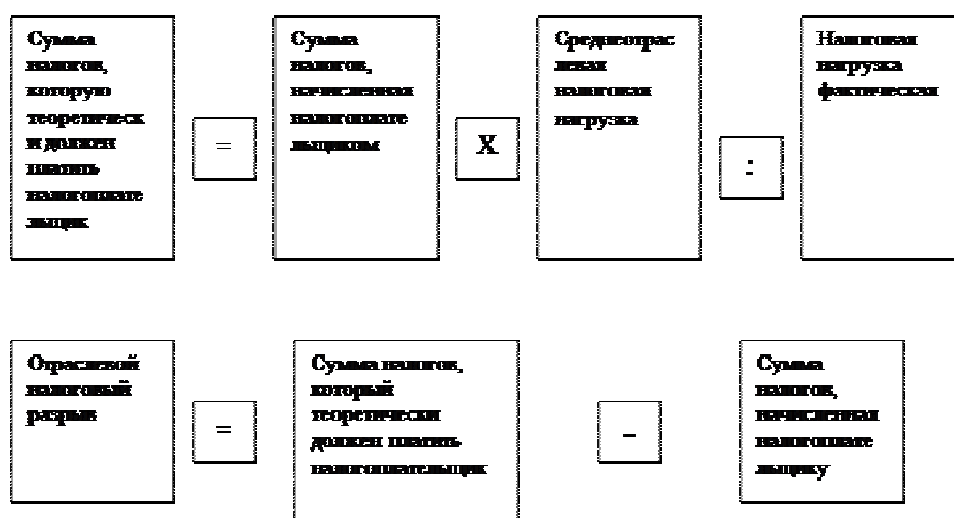 Сумма
налогов,
которую
теоретическ
и должен
платить
налогоплате
льщик
=
Сумма
налогов,
начисленная
налогоплате
льщиком
X
Среднеотрас
левая
налоговая
нагрузка
:
Налоговая
нагрузка
фактическая
Отраслевой
налоговый
разрыв
=
Сумма налогов,
который
теоретически
должен платить
налогоплательщик
–
Сумма
налогов,
начисленная
налогоплате
льщику